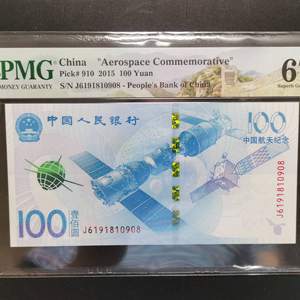 PMG China "Aerospace Commemorative"
MONEY GUARANTY Pick# 910 2015 100 Yuan
S/N J6191810908 - People's Bank of China
中国人民银行
100
中国航天纪念
100 壹佰圆
J6191810908
J6191810908